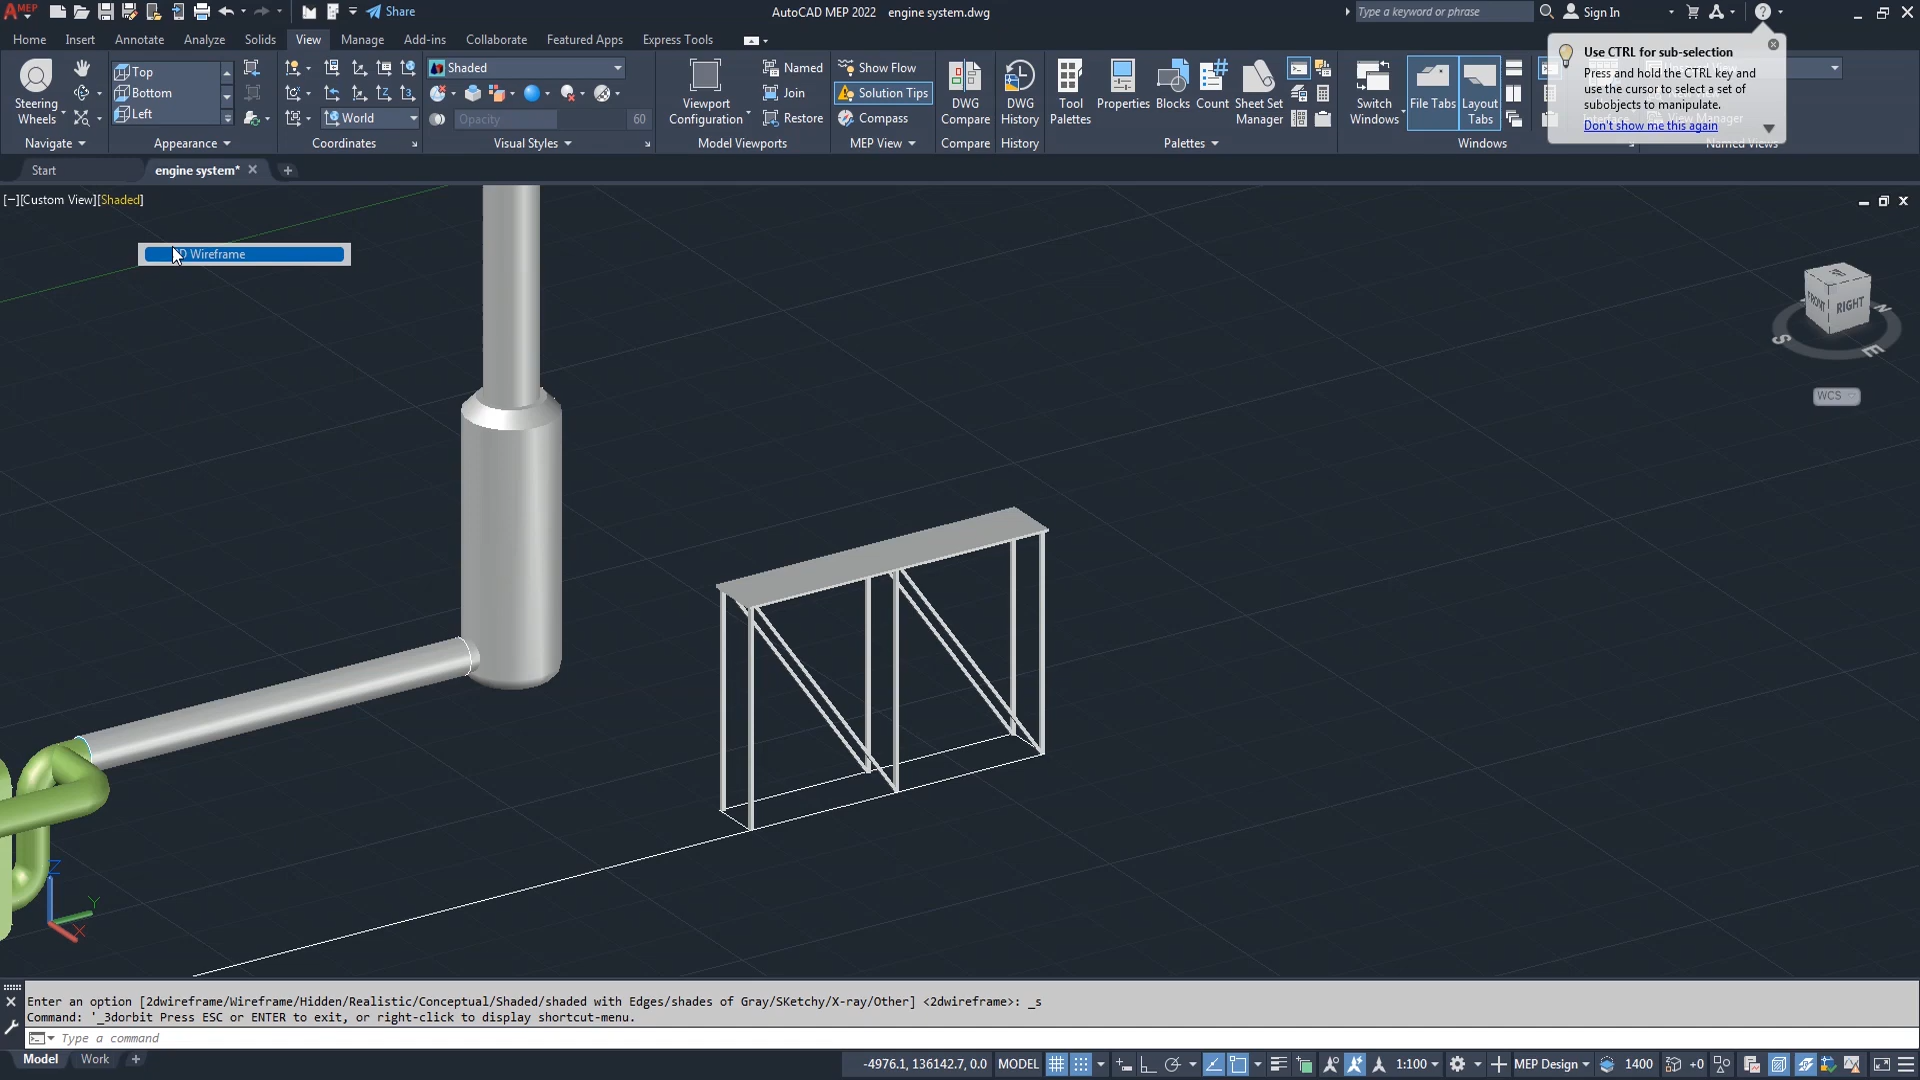 MEP
Share
AutoCAD MEP 2022 engine system.dwg
Type a keyword or phrase
Sign In
Home Insert Annotate Analyze Solids View Manage Add-ins Collaborate Featured Apps Express Tools
Steering Wheels
Navigate
Top
Bottom
Left
Appearance
World
Coordinates
Shaded
Opacity 60
Visual Styles
Viewport Configuration
Named
Join
Restore
Model Viewports
Show Flow
Solution Tips
Compass
MEP View
DWG Compare
Compare
DWG History
History
Tool Palettes
Properties
Blocks
Count
Sheet Set Manager
Palettes
Switch Windows
File Tabs
Layout Tabs
Windows
Use CTRL for sub-selection
Press and hold the CTRL key and
use the cursor to select a set of
subobjects to manipulate.
Don't show me this again
View Manager
Named Views
Start
engine system*
[−][Custom View][Shaded]
D Wireframe
FRONT
RIGHT
S
E
N
WCS
Z
Y
X
Enter an option [2dwireframe/Wireframe/Hidden/Realistic/Conceptual/Shaded/shaded with Edges/shades of Gray/SKetchy/X-ray/Other] <2dwireframe>: _s
Command: '_3dorbit Press ESC or ENTER to exit, or right-click to display shortcut-menu.
Type a command
Model
Work
-4976.1, 136142.7, 0.0 MODEL
1:100
MEP Design
1400
+0